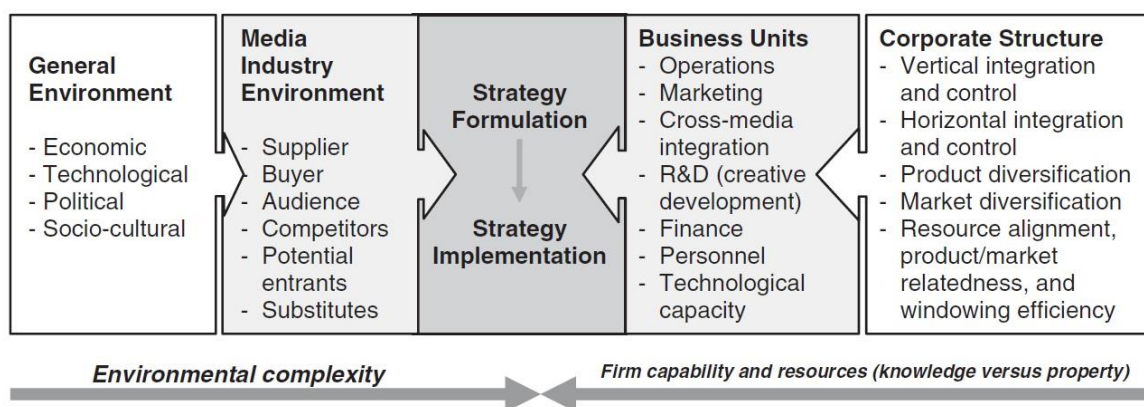 General
Environment
- Economic
- Technological
- Political
- Socio-cultural
Media
Industry
Environment
- Supplier
- Buyer
- Audience
- Competitors
- Potential
entrants
- Substitutes
Strategy
Formulation
Strategy
Implementation
Business Units
- Operations
- Marketing
- Cross-media
integration
- R&D (creative
development)
- Finance
- Personnel
- Technological
capacity
Corporate Structure
- Vertical integration
and control
- Horizontal integration
and control
- Product diversification
- Market diversification
- Resource alignment,
product/market
relatedness, and
windowing efficiency
Environmental complexity
Firm capability and resources (knowledge versus property)